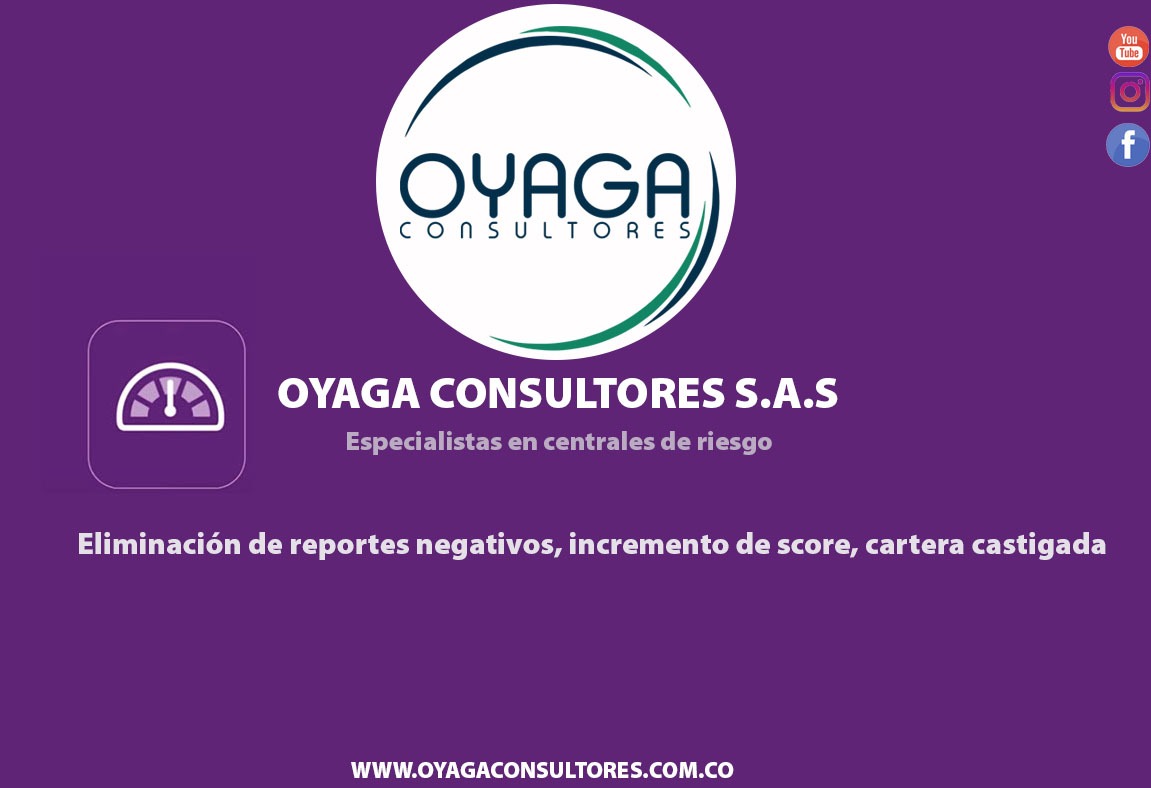 You
Tube
OYAGA
CONSULTORES
f
OYAGA CONSULTORES S.A.S
Especialistas en centrales de riesgo
Eliminación de reportes negativos, incremento de score, cartera castigada
WWW.OYAGACONSULTORES.COM.CO